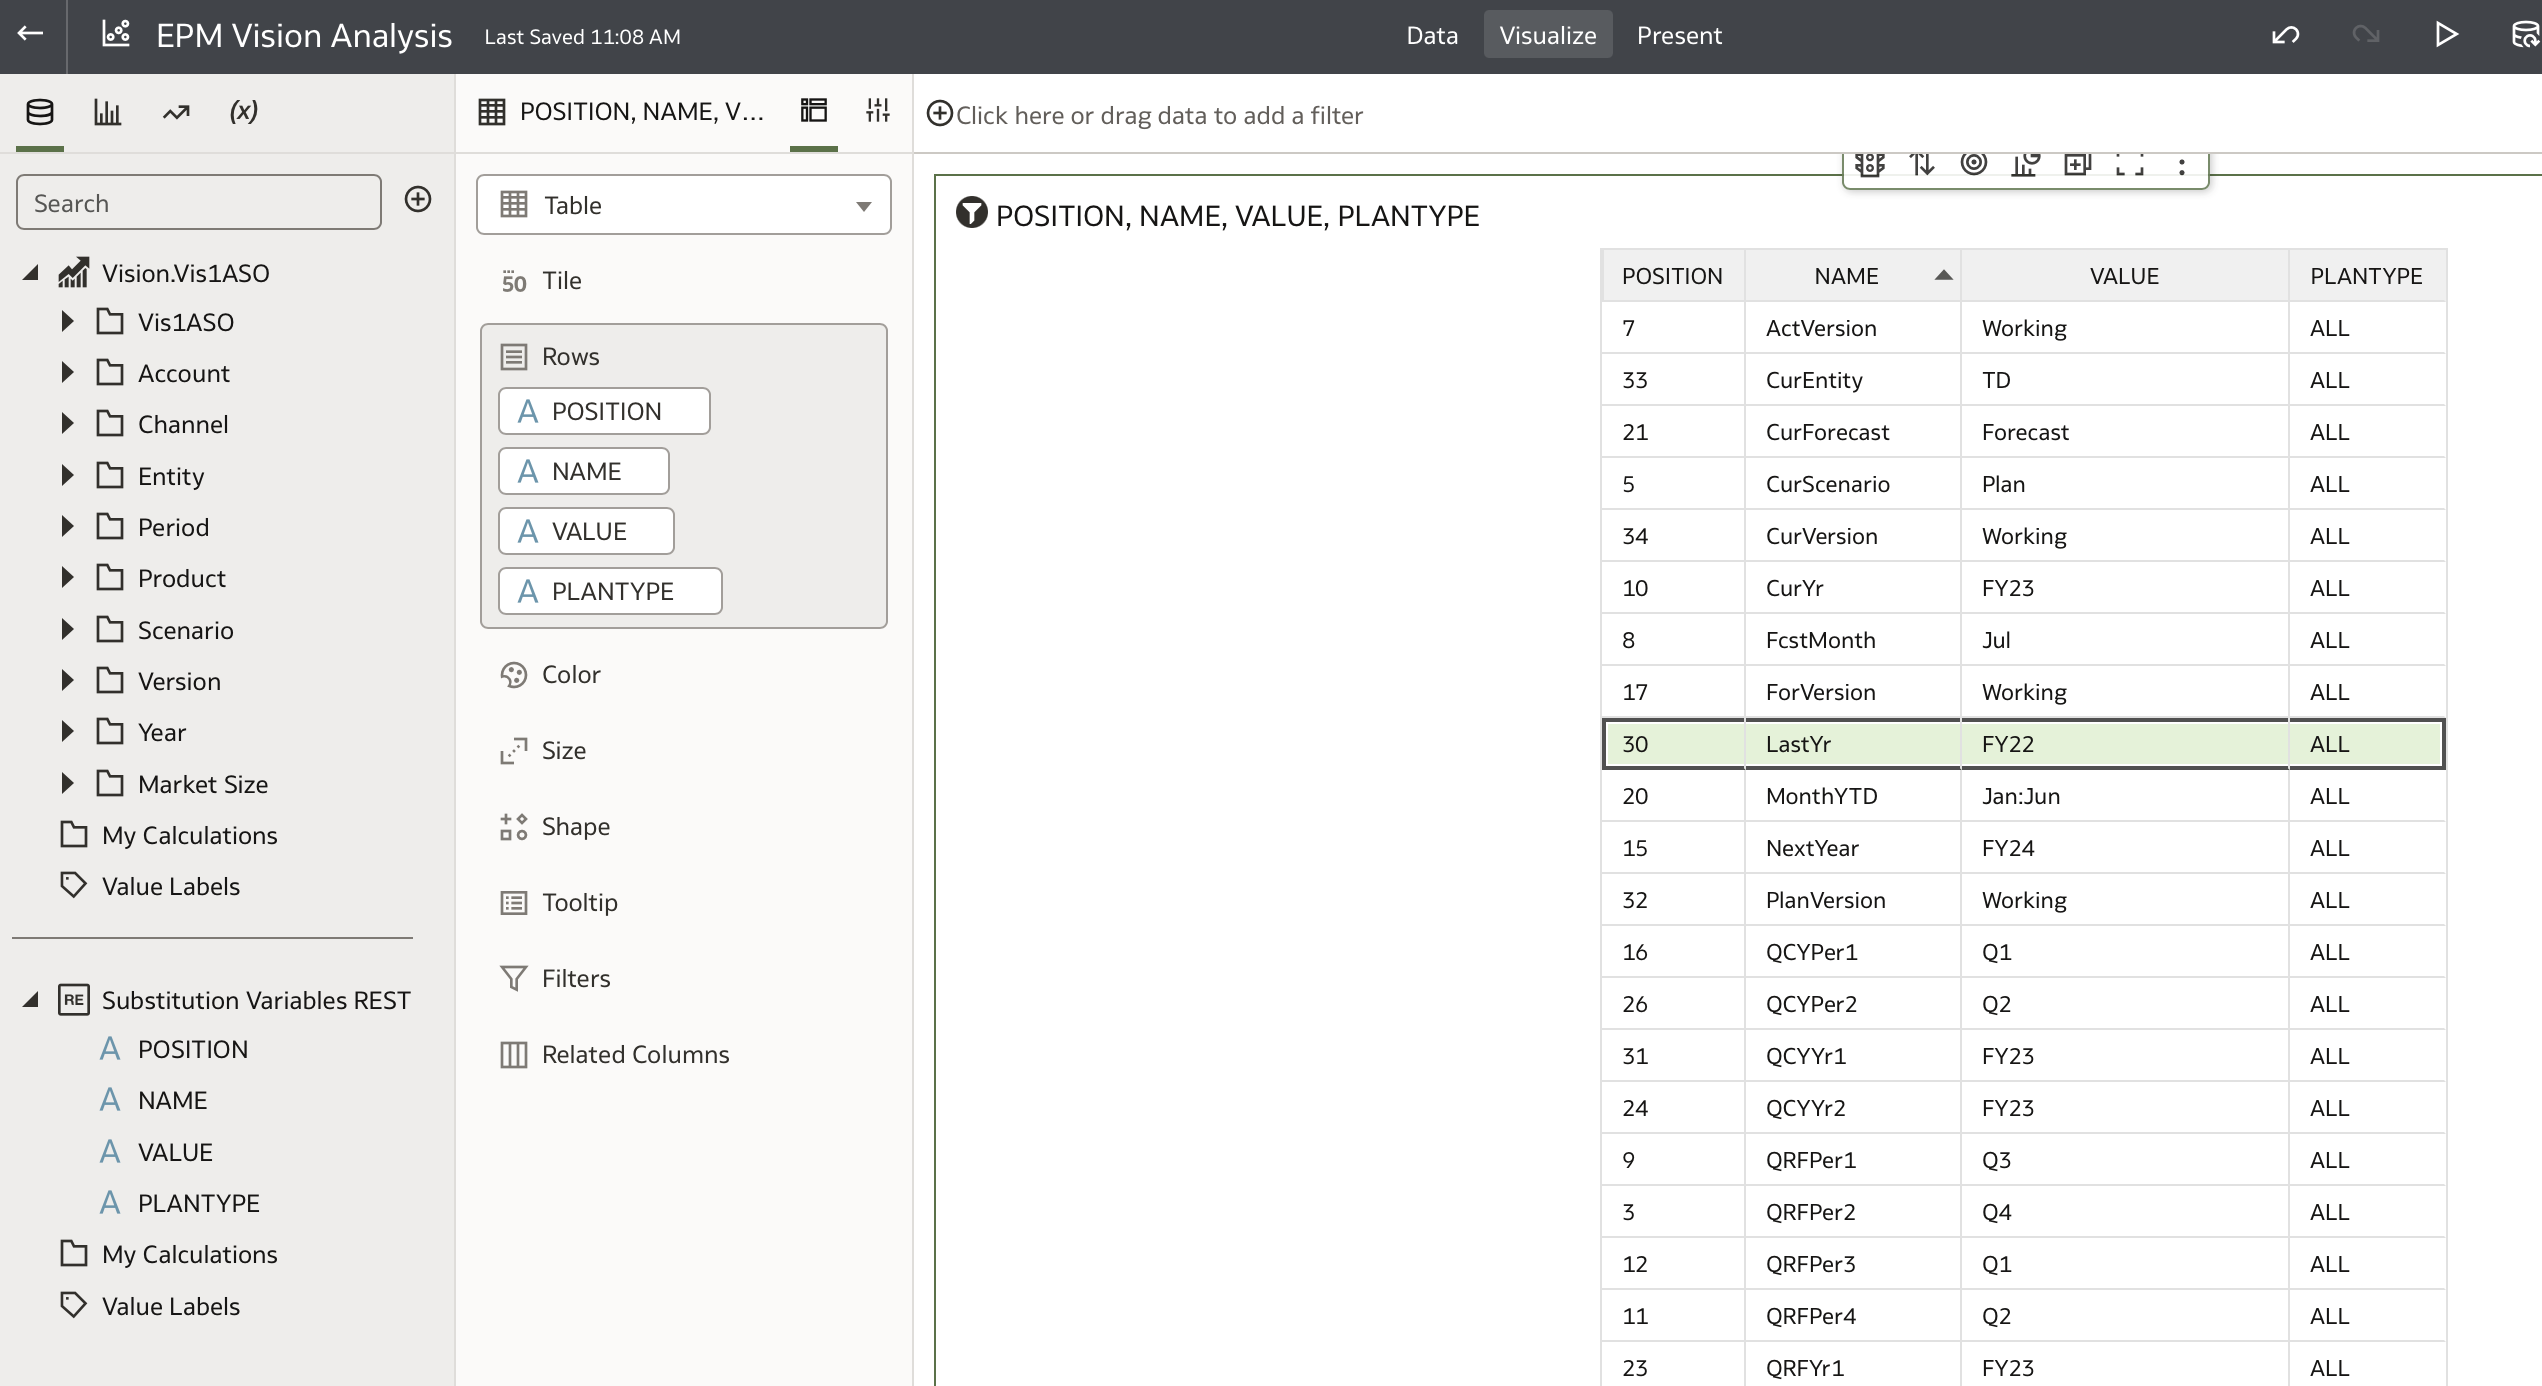 EPM Vision Analysis Last Saved 11:08 AM Data Visualize Present
(x)
Search
Vision.Vis1ASO
Vis1ASO
Account
Channel
Entity
Period
Product
Scenario
Version
Year
Market Size
My Calculations
Value Labels
RE Substitution Variables REST
A POSITION
A NAME
A VALUE
A PLANTYPE
My Calculations
Value Labels
POSITION, NAME, V...
Table
50 Tile
Rows
A POSITION
A NAME
A VALUE
A PLANTYPE
Color
Size
Shape
Tooltip
Filters
Related Columns
Click here or drag data to add a filter
POSITION, NAME, VALUE, PLANTYPE
POSITION NAME VALUE PLANTYPE
7 ActVersion Working ALL
33 CurEntity TD ALL
21 CurForecast Forecast ALL
5 CurScenario Plan ALL
34 CurVersion Working ALL
10 CurYr FY23 ALL
8 FcstMonth Jul ALL
17 ForVersion Working ALL
30 LastYr FY22 ALL
20 MonthYTD Jan:Jun ALL
15 NextYear FY24 ALL
32 PlanVersion Working ALL
16 QCYPer1 Q1 ALL
26 QCYPer2 Q2 ALL
31 QCYYr1 FY23 ALL
24 QCYYr2 FY23 ALL
9 QRFPer1 Q3 ALL
3 QRFPer2 Q4 ALL
12 QRFPer3 Q1 ALL
11 QRFPer4 Q2 ALL
23 QRFYr1 FY23 ALL